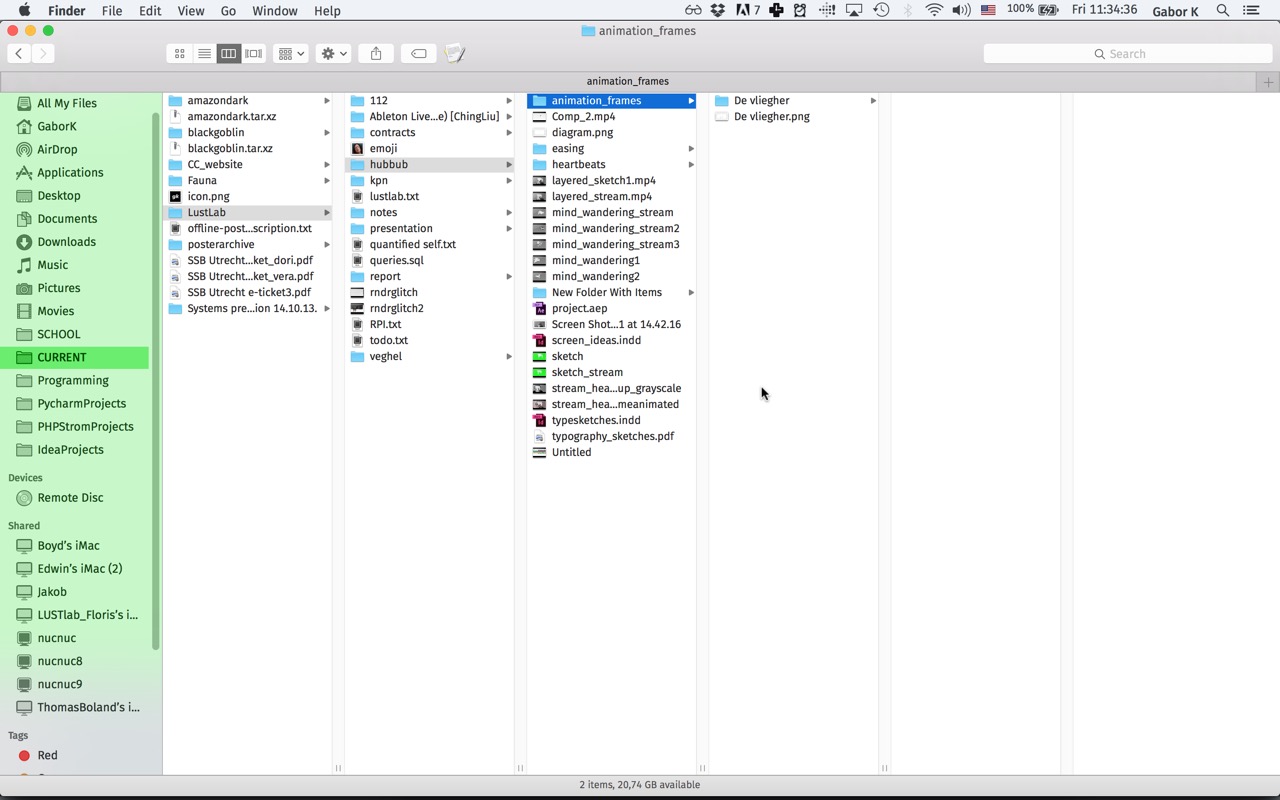 Finder File Edit View Go Window Help 7 100% Fri 11:34:36 Gabor K
animation_frames
Search
animation_frames
All My Files
GaborK
AirDrop
Applications
Desktop
Documents
Downloads
Music
Pictures
Movies
SCHOOL
CURRENT
Programming
PycharmProjects
PHPStromProjects
IdeaProjects
Devices
Remote Disc
Shared
Boyd's iMac
Edwin's iMac (2)
Jakob
LUSTlab_Floris's i...
nucnuc
nucnuc8
nucnuc9
ThomasBoland's i...
Tags
Red
amazondark
amazondark.tar.xz
blackgoblin
blackgoblin.tar.xz
CC_website
Fauna
icon.png
LustLab
offline-post...scription.txt
posterarchive
SSB Utrecht...ket_dori.pdf
SSB Utrecht...ket_vera.pdf
SSB Utrecht e-ticket3.pdf
Systems pre...ion 14.10.13.
112
Ableton Live...e) [ChingLiu]
contracts
emoji
hubbub
kpn
lustlab.txt
notes
presentation
quantified self.txt
queries.sql
report
rndrglitch
rndrglitch2
RPI.txt
todo.txt
veghel
animation_frames
Comp_2.mp4
diagram.png
easing
heartbeats
layered_sketch1.mp4
layered_stream.mp4
mind_wandering_stream
mind_wandering_stream2
mind_wandering_stream3
mind_wandering1
mind_wandering2
New Folder With Items
project.aep
Screen Shot...1 at 14.42.16
screen_ideas.indd
sketch
sketch_stream
stream_hea...up_grayscale
stream_hea...meanimated
typesketches.indd
typography_sketches.pdf
Untitled
De vliegher
De vliegher.png
2 items, 20,74 GB available